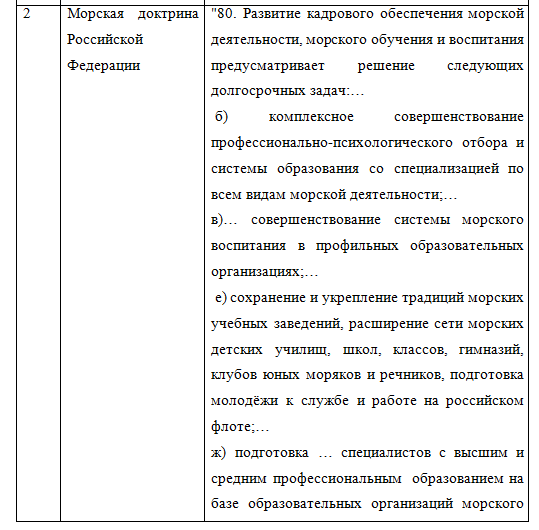 2
Морская доктрина
Российской
Федерации
"80. Развитие кадрового обеспечения морской
деятельности, морского обучения и воспитания
предусматривает решение следующих
долгосрочных задач:…
б) комплексное совершенствование
профессионально-психологического отбора и
системы образования со специализацией по
всем видам морской деятельности;…
в)… совершенствование системы морского
воспитания в профильных образовательных
организациях;…
е) сохранение и укрепление традиций морских
учебных заведений, расширение сети морских
детских училищ, школ, классов, гимназий,
клубов юных моряков и речников, подготовка
молодёжи к службе и работе на российском
флоте;…
ж) подготовка … специалистов с высшим и
средним профессиональным образованием на
базе образовательных организаций морского